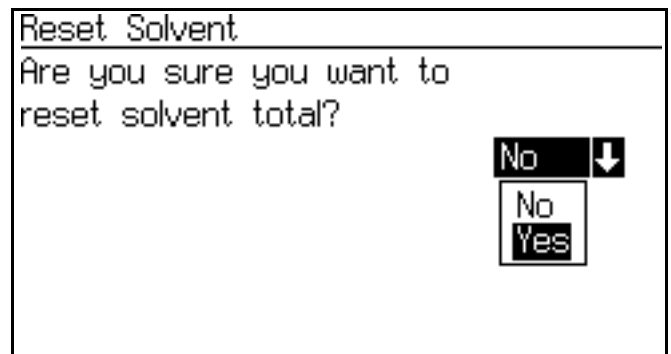 Reset Solvent
Are you sure you want to
reset solvent total?
No
No
Yes